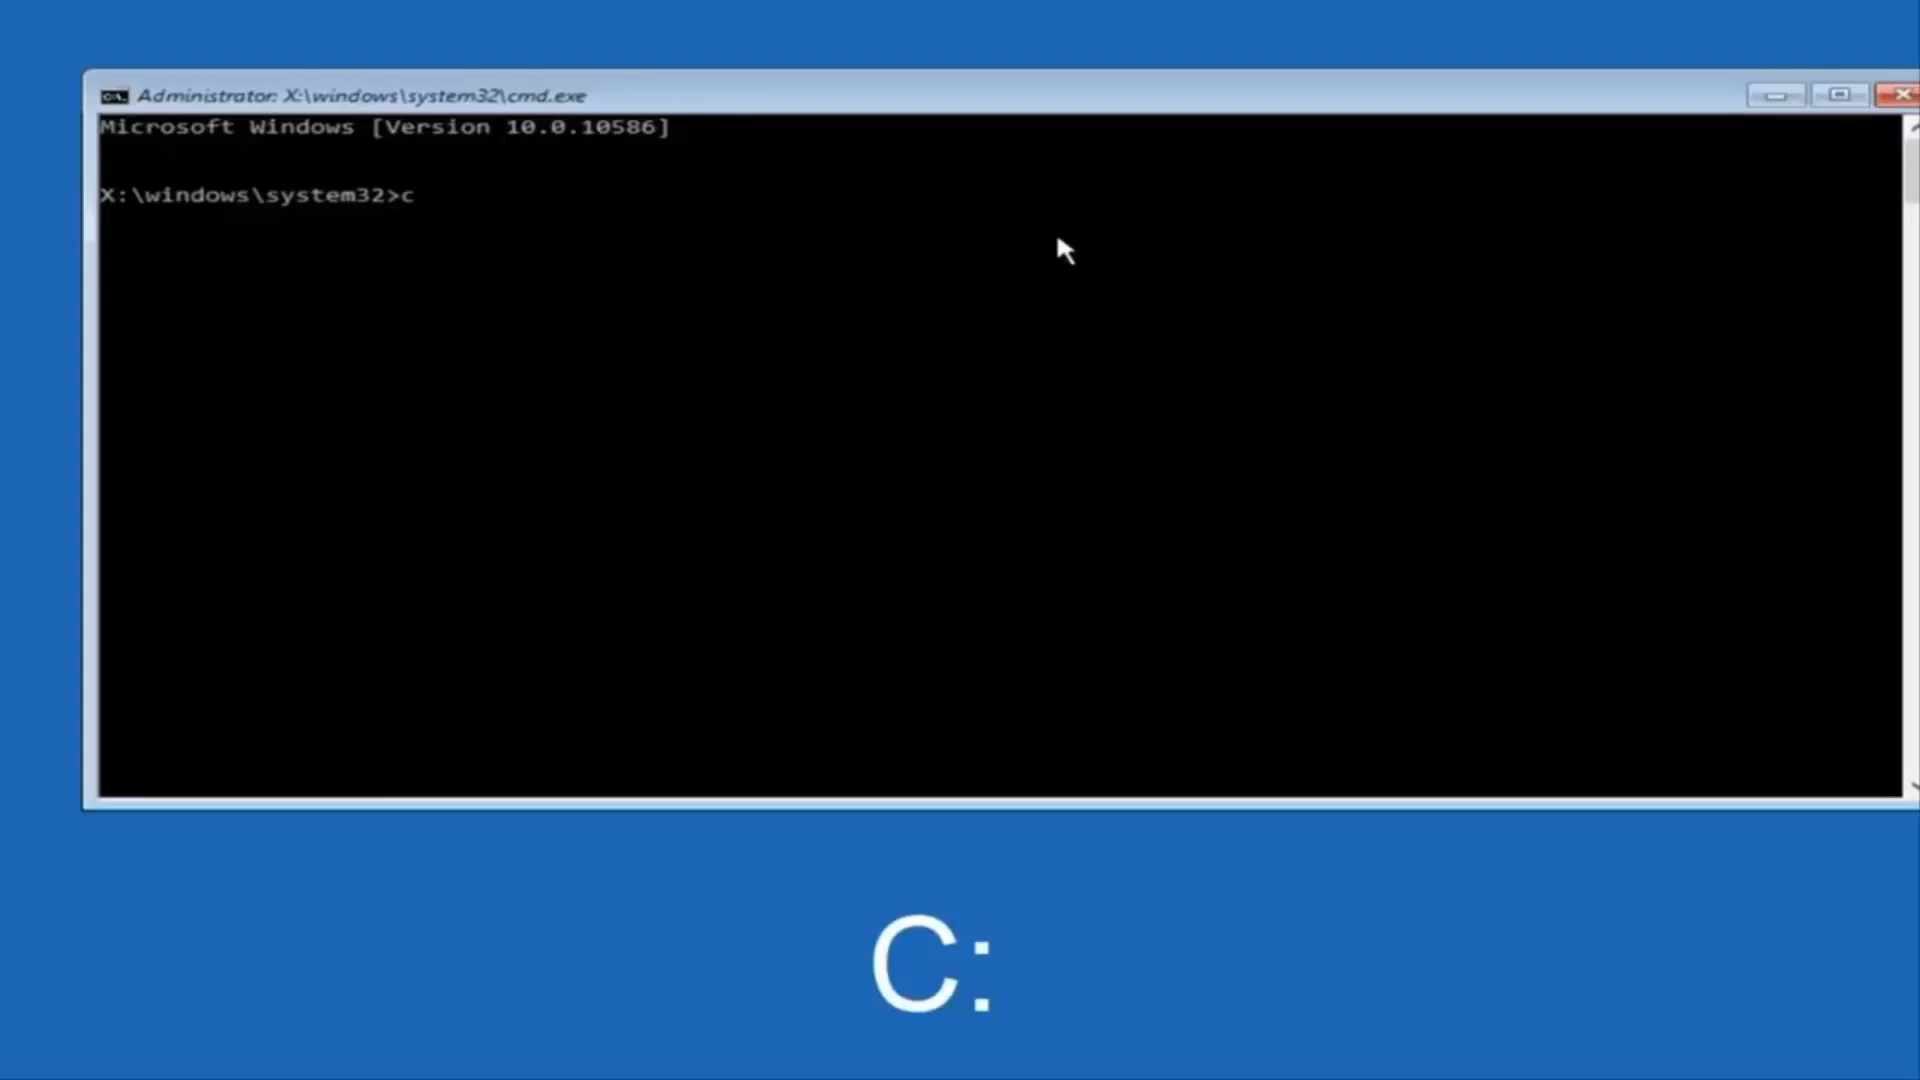 Administrator: X:\windows\system32\cmd.exe
Microsoft Windows [Version 10.0.10586]
X:\windows\system32>c
C: